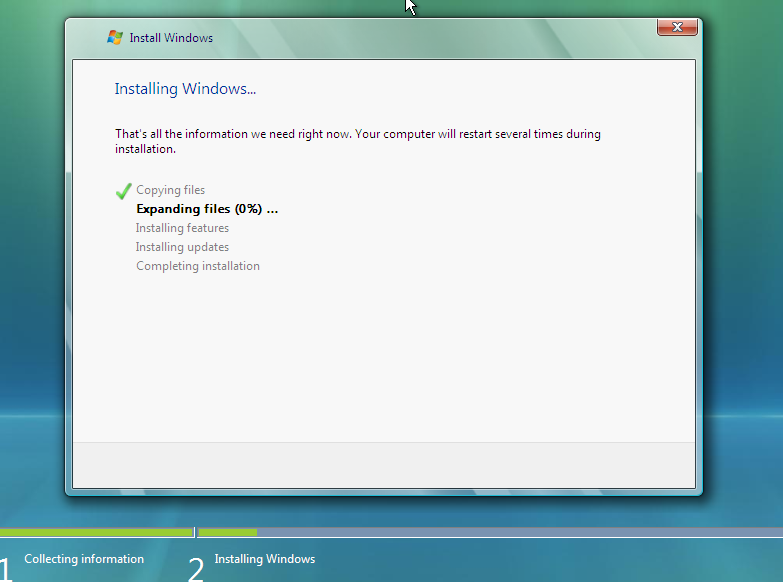 Install Windows
Installing Windows...
That's all the information we need right now. Your computer will restart several times during
installation.
Copying files
Expanding files (0%) ...
Installing features
Installing updates
Completing installation
1 Collecting information 2 Installing Windows